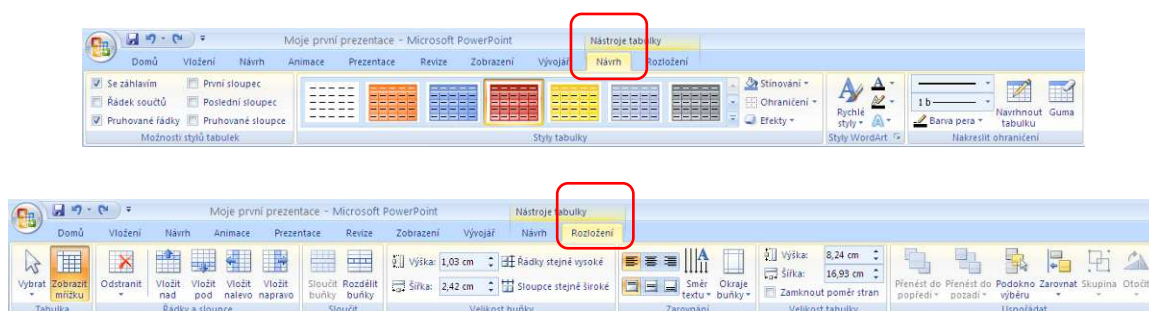 Moje první prezentace - Microsoft PowerPoint Nástroje tabulky
Domů Vložení Návrh Animace Prezentace Revize Zobrazení Vývojář Návrh Rozložení
Se záhlavím První sloupec Stínování
Řádek součtů Poslední sloupec Ohraničení 1 b
Pruhované řádky Pruhované sloupce Efekty Rychlé styly Barva pera Navrhnout tabulku Guma
Možnosti stylů tabulek Styly tabulky Styly WordArt Nakreslit ohraničení
Moje první prezentace - Microsoft PowerPoint Nástroje tabulky
Domů Vložení Návrh Animace Prezentace Revize Zobrazení Vývojář Návrh Rozložení
Výška: 1,03 cm Řádky stejně vysoké Výška: 8,24 cm
Vybrat Zobrazit mřížku Odstranit Vložit nad Vložit pod Vložit nalevo Vložit napravo Sloučit buňky Rozdělit buňky Šířka: 2,42 cm Sloupce stejně široké Směr textu Okraje buňky Šířka: 16,93 cm Přenést do popředí Přenést do pozadí Podokno výběru Zarovnat Skupina Otočit
Zamknout poměr stran
Tabulka Řádky a sloupce Sloučit Velikost buňky Zarovnání Velikost tabulky Uspořádat